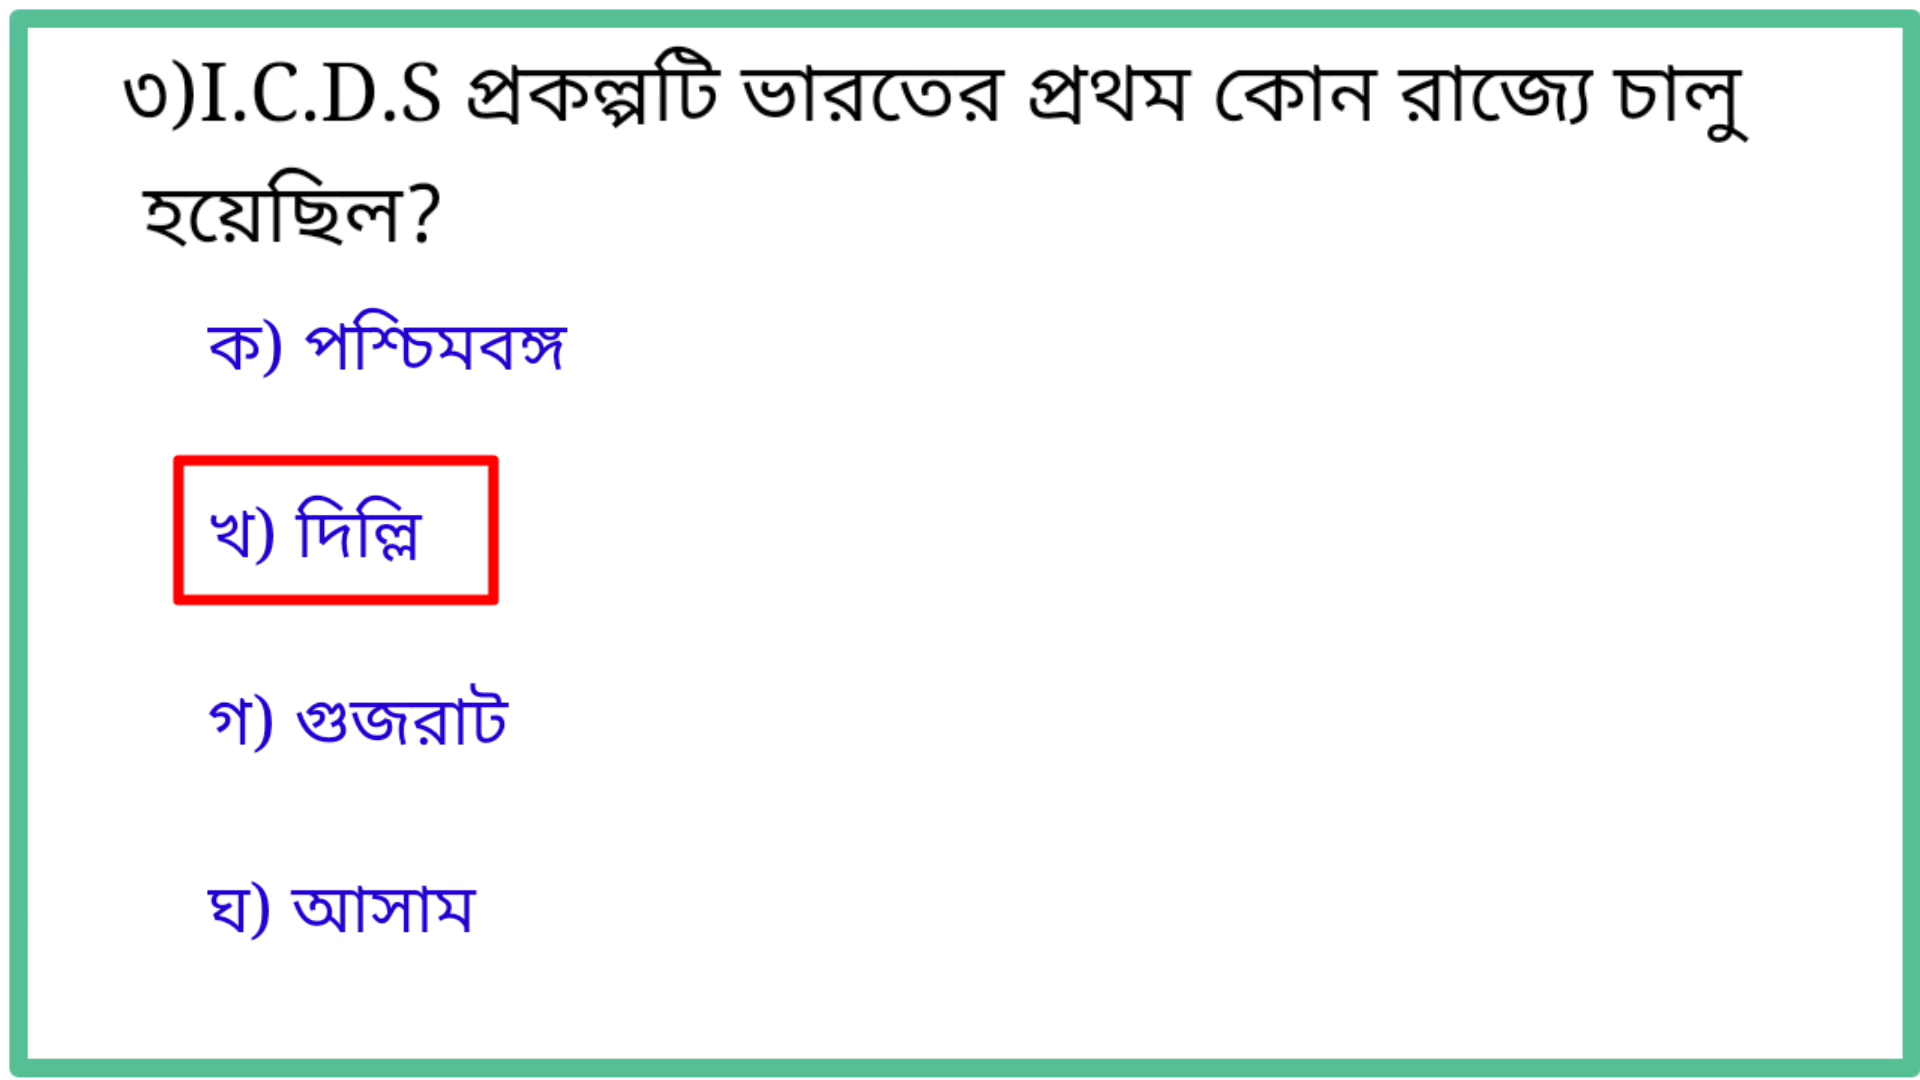 ৩)I.C.D.S প্রকল্পটি ভারতের প্রথম কোন রাজ্যে চালু
হয়েছিল?
ক) পশ্চিমবঙ্গ
খ) দিল্লি
গ) গুজরাট
ঘ) আসাম